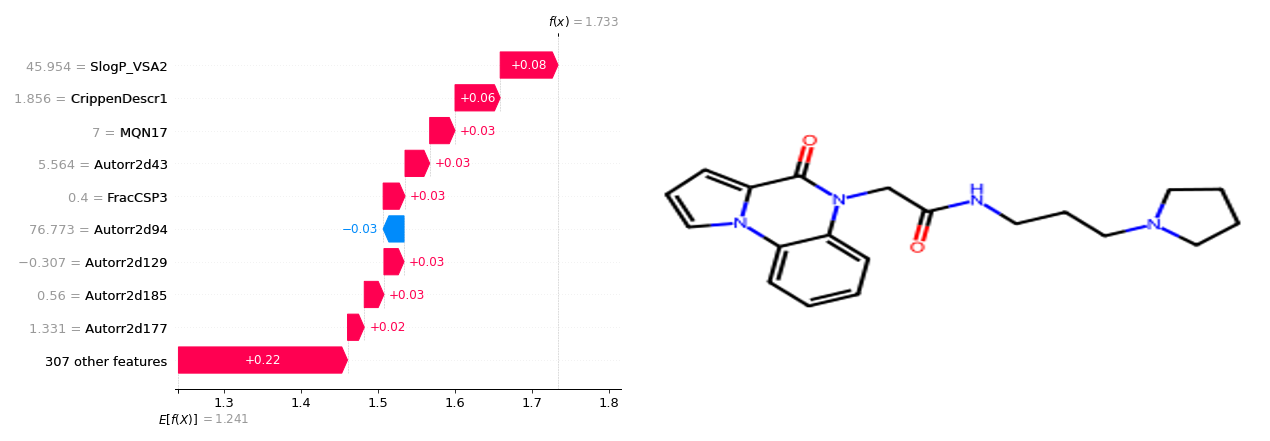 f(x) = 1.733
45.954 = SlogP_VSA2
+0.08
1.856 = CrippenDescr1
+0.06
7 = MQN17
+0.03
5.564 = Autorr2d43
+0.03
0.4 = FracCSP3
+0.03
76.773 = Autorr2d94
−0.03
−0.307 = Autorr2d129
+0.03
0.56 = Autorr2d185
+0.03
1.331 = Autorr2d177
+0.02
307 other features
+0.22
1.3 1.4 1.5 1.6 1.7 1.8
E[f(X)] = 1.241
O
N
H
N
N
N
O